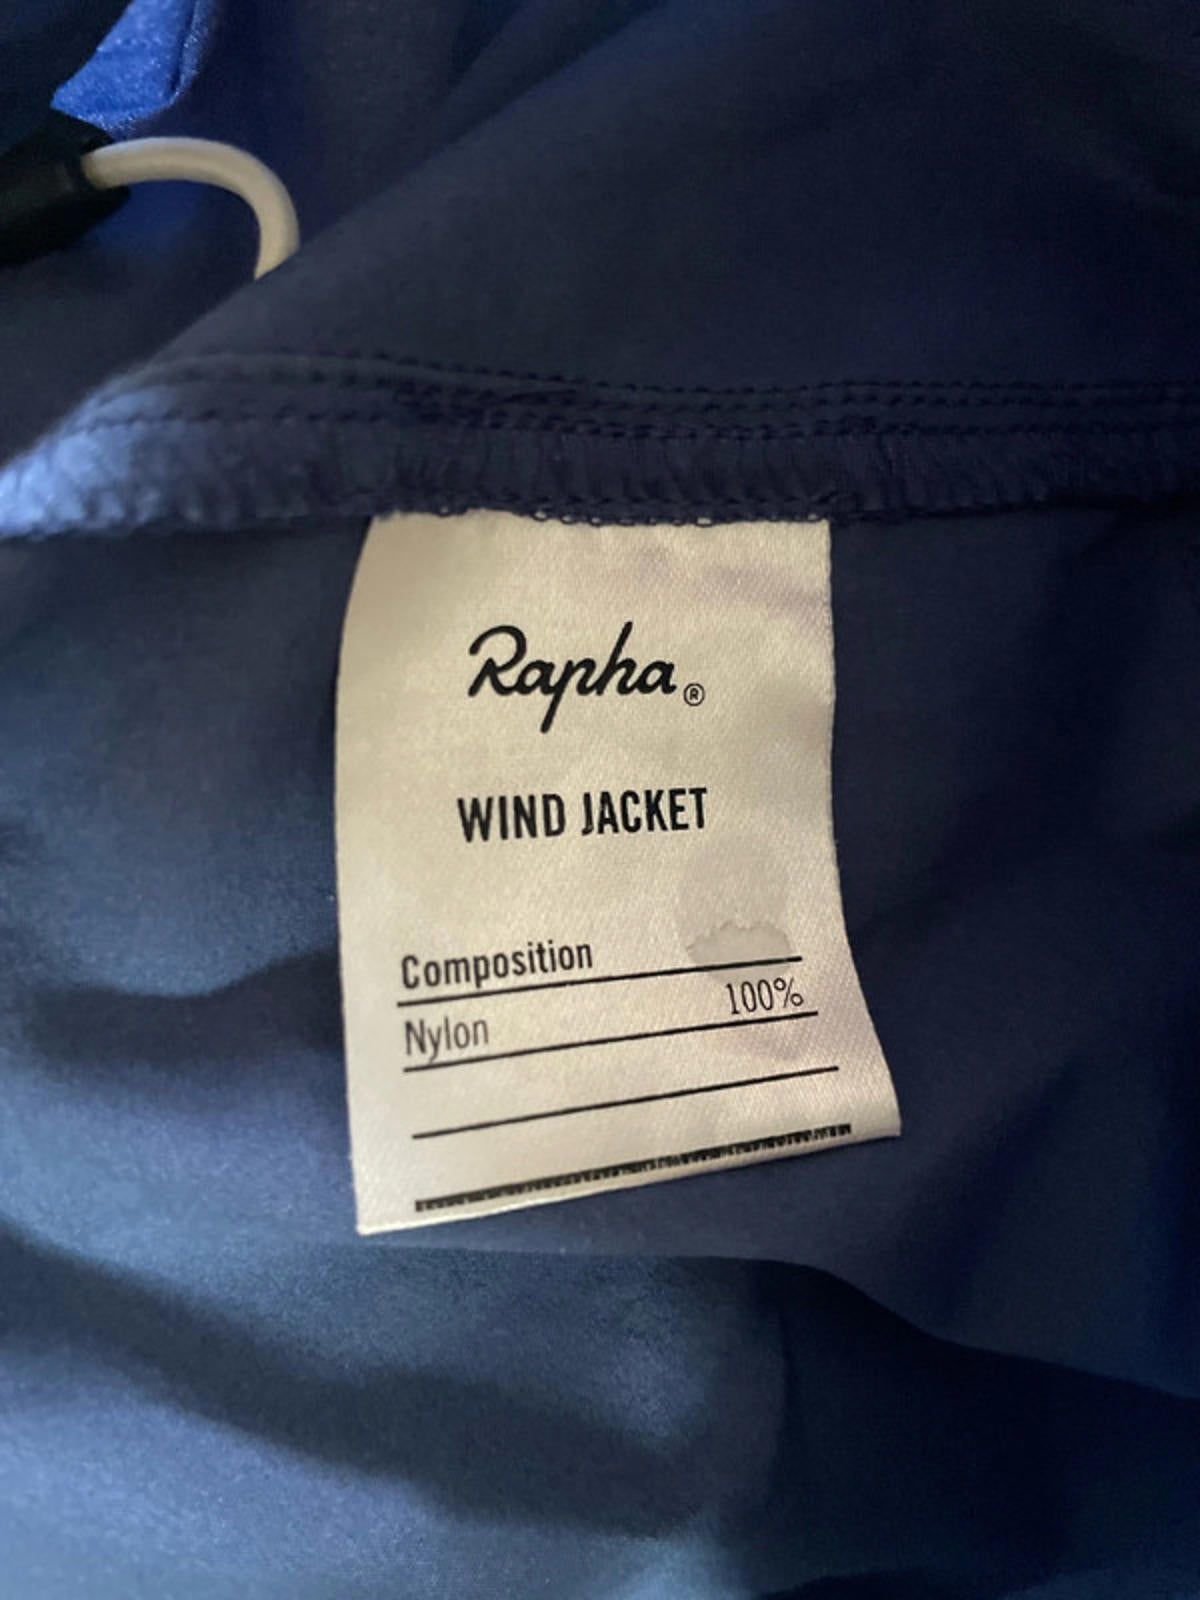 Rapha®
WIND JACKET
Composition
Nylon 100%